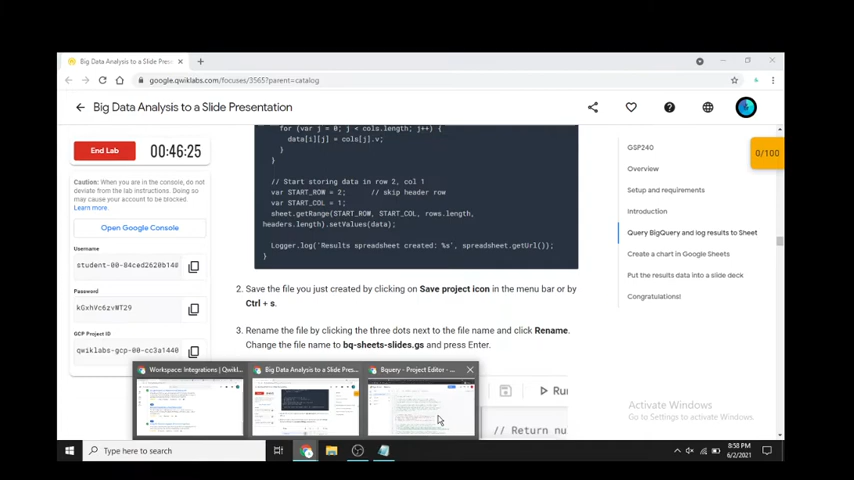 Big Data Analysis to a Slide Pres
google.qwiklabs.com/focuses/3565?parent=catalog
Big Data Analysis to a Slide Presentation
End Lab
00:46:25
Caution: When you are in the console, do not
deviate from the lab instructions. Doing so
may cause your account to be blocked.
Learn more.
Open Google Console
Username
student-00-84ced2620b14@
Password
kGxhVc6zvWT29
GCP Project ID
qwiklabs-gcp-00-cc3a1440
for (var j = 0; j < cols.length; j++) {
data[i][j] = cols[j].v;
}
}
// Start storing data in row 2, col 1
var START_ROW = 2; // skip header row
var START_COL = 1;
sheet.getRange(START_ROW, START_COL, rows.length,
headers.length).setValues(data);
Logger.log('Results spreadsheet created: %s', spreadsheet.getUrl());
}
2. Save the file you just created by clicking on Save project icon in the menu bar or by
Ctrl + s.
3. Rename the file by clicking the three dots next to the file name and click Rename.
Change the file name to bq-sheets-slides.gs and press Enter.
Run
// Return nu
GSP240
Overview
Setup and requirements
Introduction
Query BigQuery and log results to Sheet
Create a chart in Google Sheets
Put the results data into a slide deck
Congratulations!
0/100
Workspace: Integrations | Qwikl...
Big Data Analysis to a Slide Pres...
Bquery - Project Editor - ...
Activate Windows
Go to Settings to activate Windows.
Type here to search
8:58 PM
6/2/2021